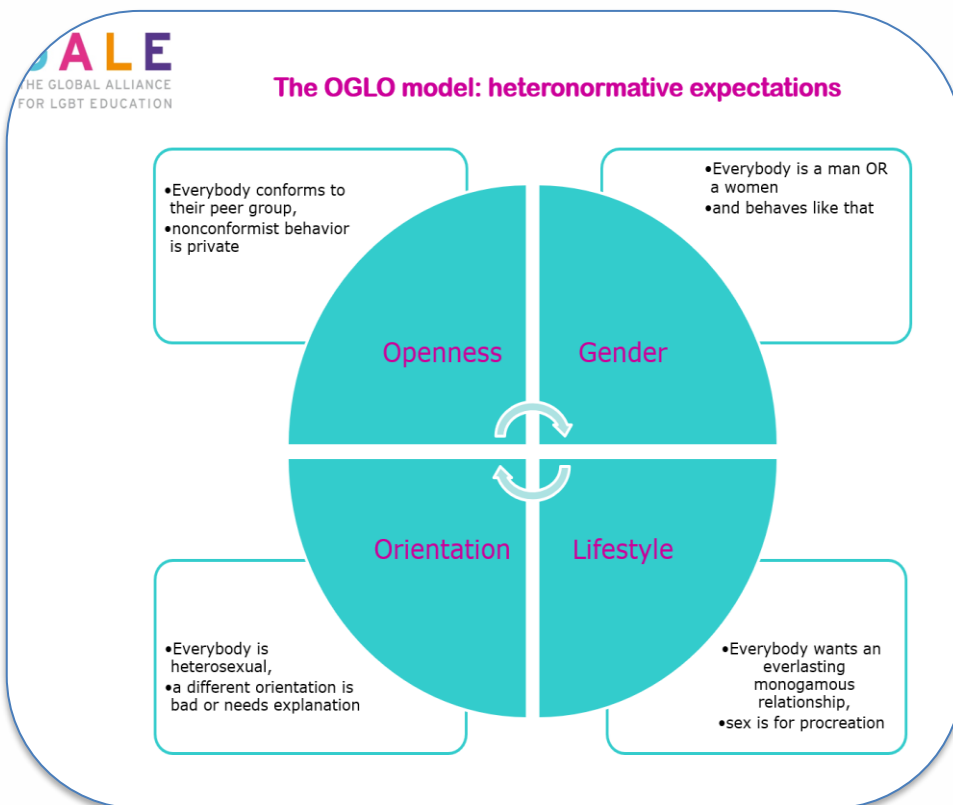 ALE
THE GLOBAL ALLIANCE
FOR LGBT EDUCATION
The OGLO model: heteronormative expectations
•Everybody conforms to
their peer group,
•nonconformist behavior
is private
•Everybody is a man OR
a women
•and behaves like that
Openness
Gender
Orientation
Lifestyle
•Everybody is
heterosexual,
•a different orientation is
bad or needs explanation
•Everybody wants an
everlasting
monogamous
relationship,
•sex is for procreation